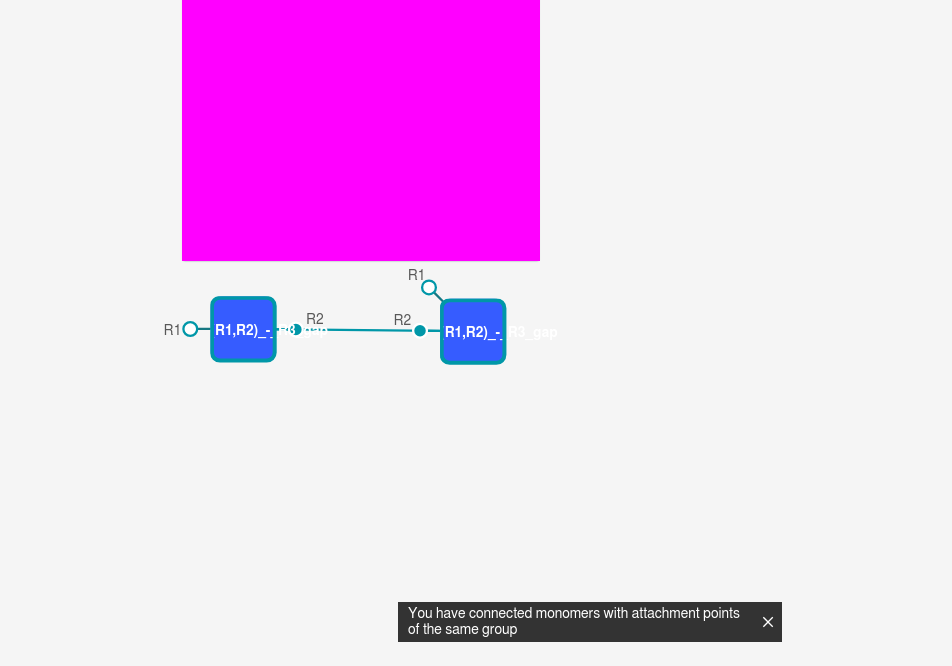 R1
R1
R1,R2)_-_R3_gap
R2
R2
R1,R2)_-_R3_gap
You have connected monomers with attachment points
of the same group